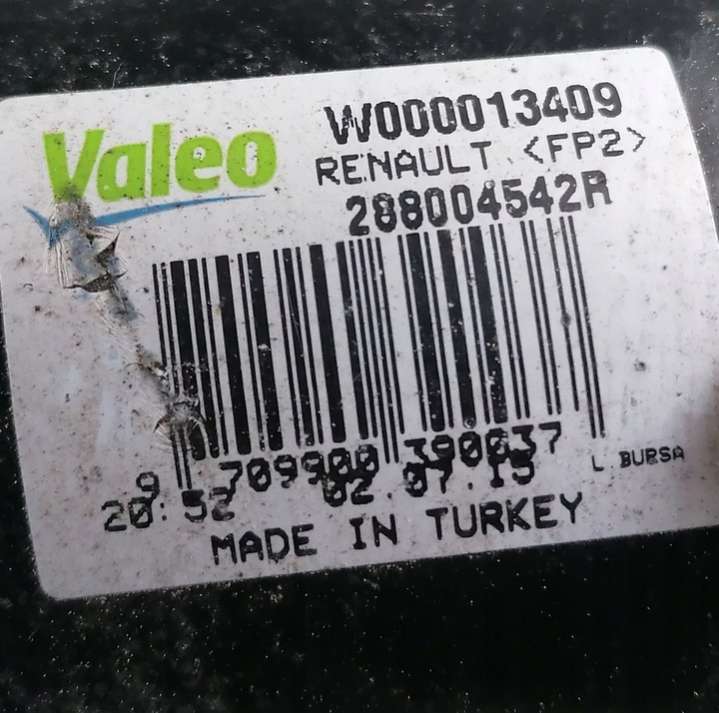 Valeo
W000013409
RENAULT <FP2>
288004542R
9 709900 390037
20:52 02.07.15
L BURSA
MADE IN TURKEY